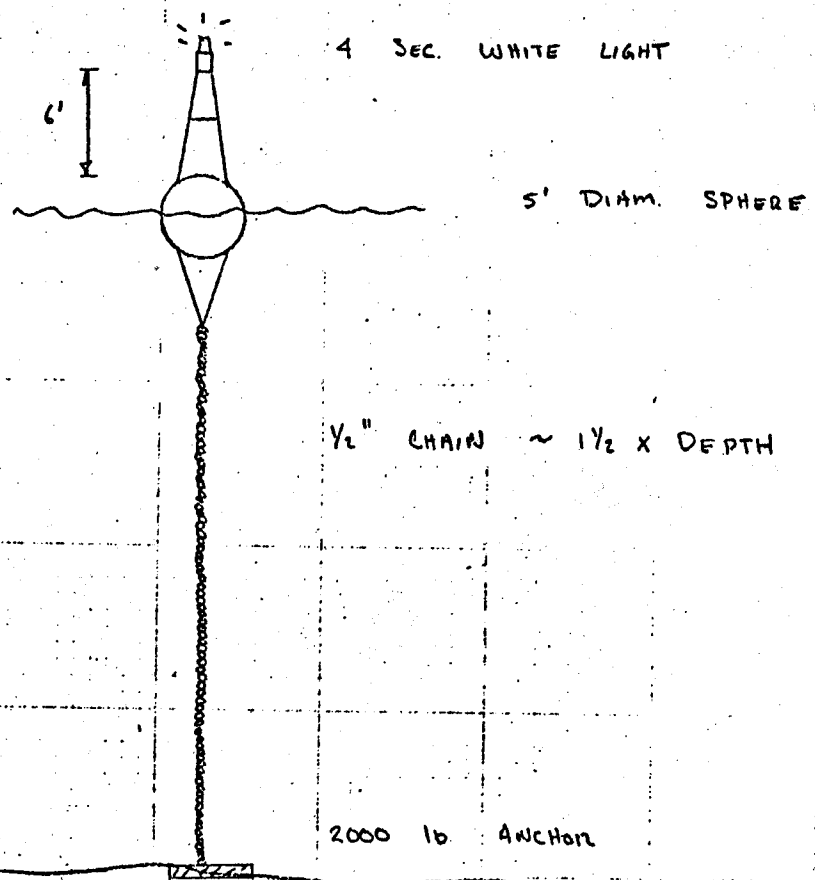 4 SEC. WHITE LIGHT
6'
5' DIAM. SPHERE
1/2" CHAIN ~ 1 1/2 X DEPTH
2000 lb ANCHOR